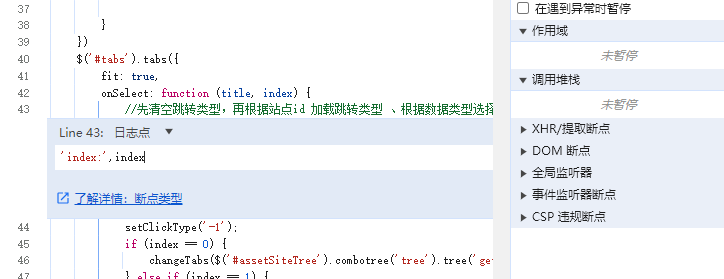 37
38 }
39 })
40 $('#tabs').tabs({
41 fit: true,
42 onSelect: function (title, index) {
43 //先清空跳转类型，再根据站点id 加载跳转类型 、根据数据类型选择
Line 43: 日志点
'index:',index
了解详情：断点类型
44 setClickType('-1');
45 if (index == 0) {
46 changeTabs($('#assetSiteTree').combotree('tree').tree('ge
47 } else if (index == 1) {
在遇到异常时暂停
作用域
未暂停
调用堆栈
未暂停
XHR/提取断点
DOM 断点
全局监听器
事件监听器断点
CSP 违规断点